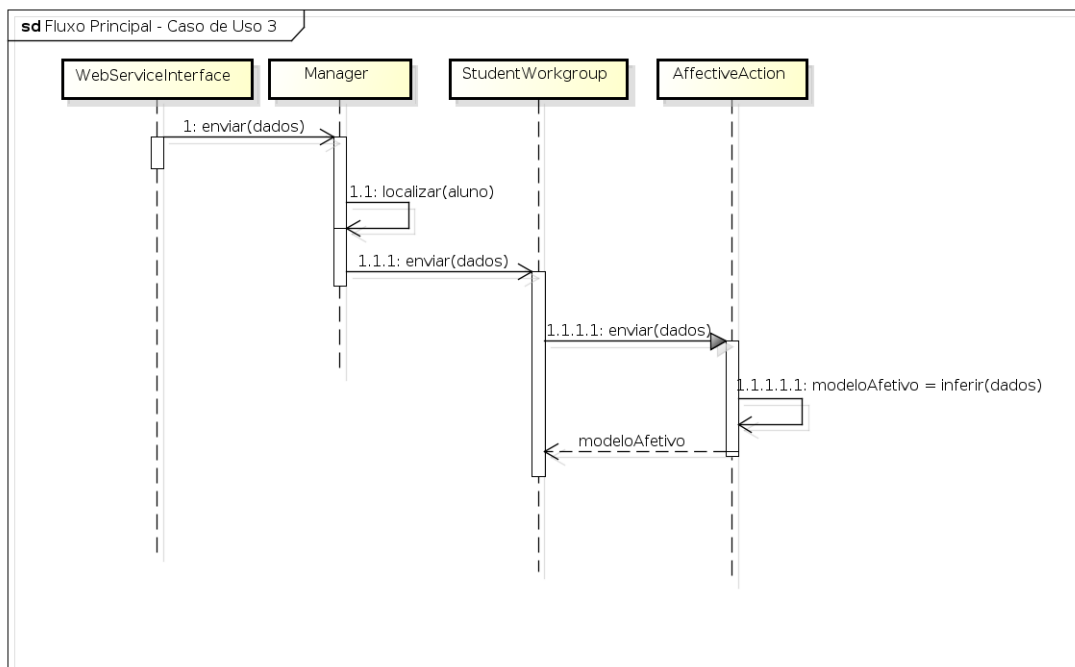 sd Fluxo Principal - Caso de Uso 3
WebServiceInterface
Manager
StudentWorkgroup
AffectiveAction
1: enviar(dados)
1.1: localizar(aluno)
1.1.1: enviar(dados)
1.1.1.1: enviar(dados)
1.1.1.1.1: modeloAfetivo = inferir(dados)
modeloAfetivo